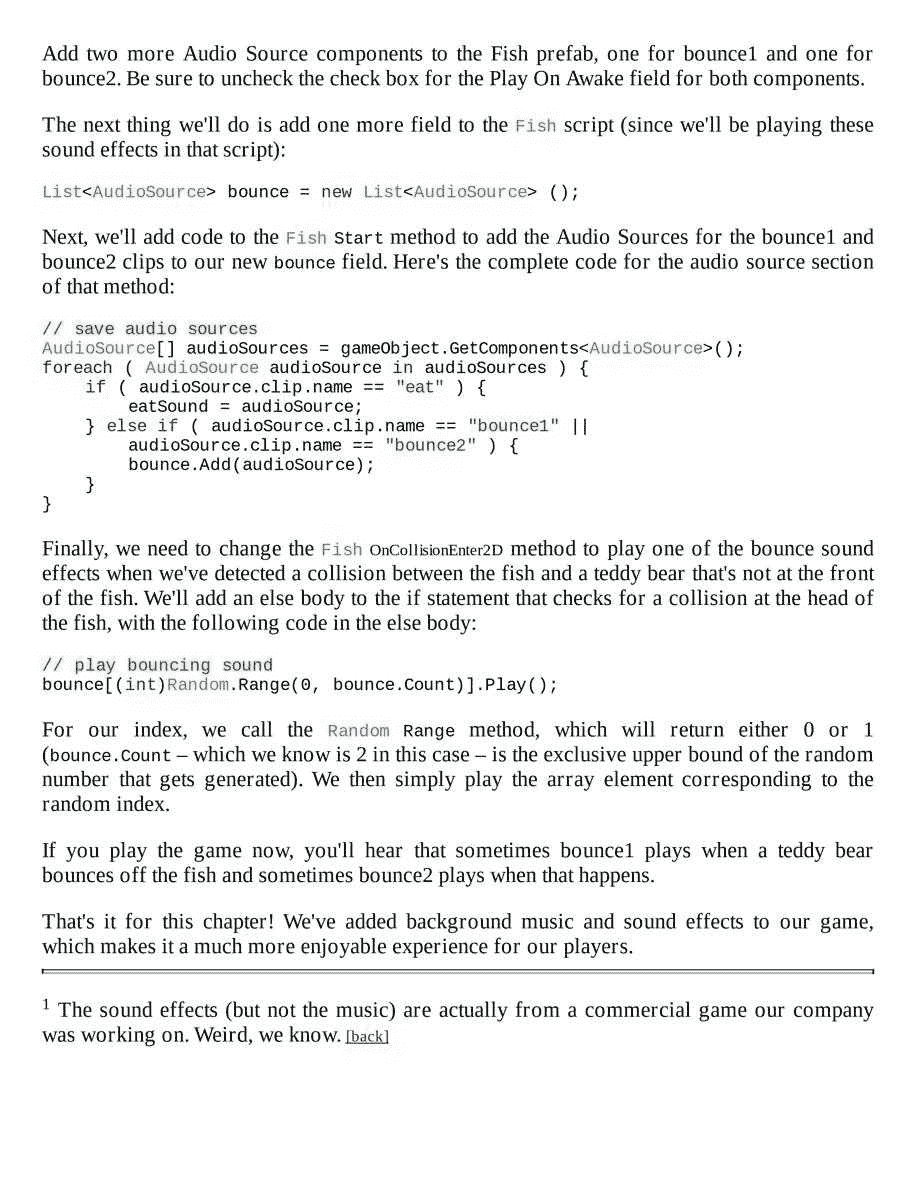 Add two more Audio Source components to the Fish prefab, one for bounce1 and one for
bounce2. Be sure to uncheck the check box for the Play On Awake field for both components.
The next thing we'll do is add one more field to the Fish script (since we'll be playing these
sound effects in that script):
List<AudioSource> bounce = new List<AudioSource> ();
Next, we'll add code to the Fish Start method to add the Audio Sources for the bounce1 and
bounce2 clips to our new bounce field. Here's the complete code for the audio source section
of that method:
// save audio sources
AudioSource[] audioSources = gameObject.GetComponents<AudioSource>();
foreach ( AudioSource audioSource in audioSources ) {
    if ( audioSource.clip.name == "eat" ) {
        eatSound = audioSource;
    } else if ( audioSource.clip.name == "bounce1" ||
        audioSource.clip.name == "bounce2" ) {
        bounce.Add(audioSource);
    }
}
Finally, we need to change the Fish OnCollisionEnter2D method to play one of the bounce sound
effects when we've detected a collision between the fish and a teddy bear that's not at the front
of the fish. We'll add an else body to the if statement that checks for a collision at the head of
the fish, with the following code in the else body:
// play bouncing sound
bounce[(int)Random.Range(0, bounce.Count)].Play();
For our index, we call the Random Range method, which will return either 0 or 1
(bounce.Count – which we know is 2 in this case – is the exclusive upper bound of the random
number that gets generated). We then simply play the array element corresponding to the
random index.
If you play the game now, you'll hear that sometimes bounce1 plays when a teddy bear
bounces off the fish and sometimes bounce2 plays when that happens.
That's it for this chapter! We've added background music and sound effects to our game,
which makes it a much more enjoyable experience for our players.
1 The sound effects (but not the music) are actually from a commercial game our company
was working on. Weird, we know. [back]